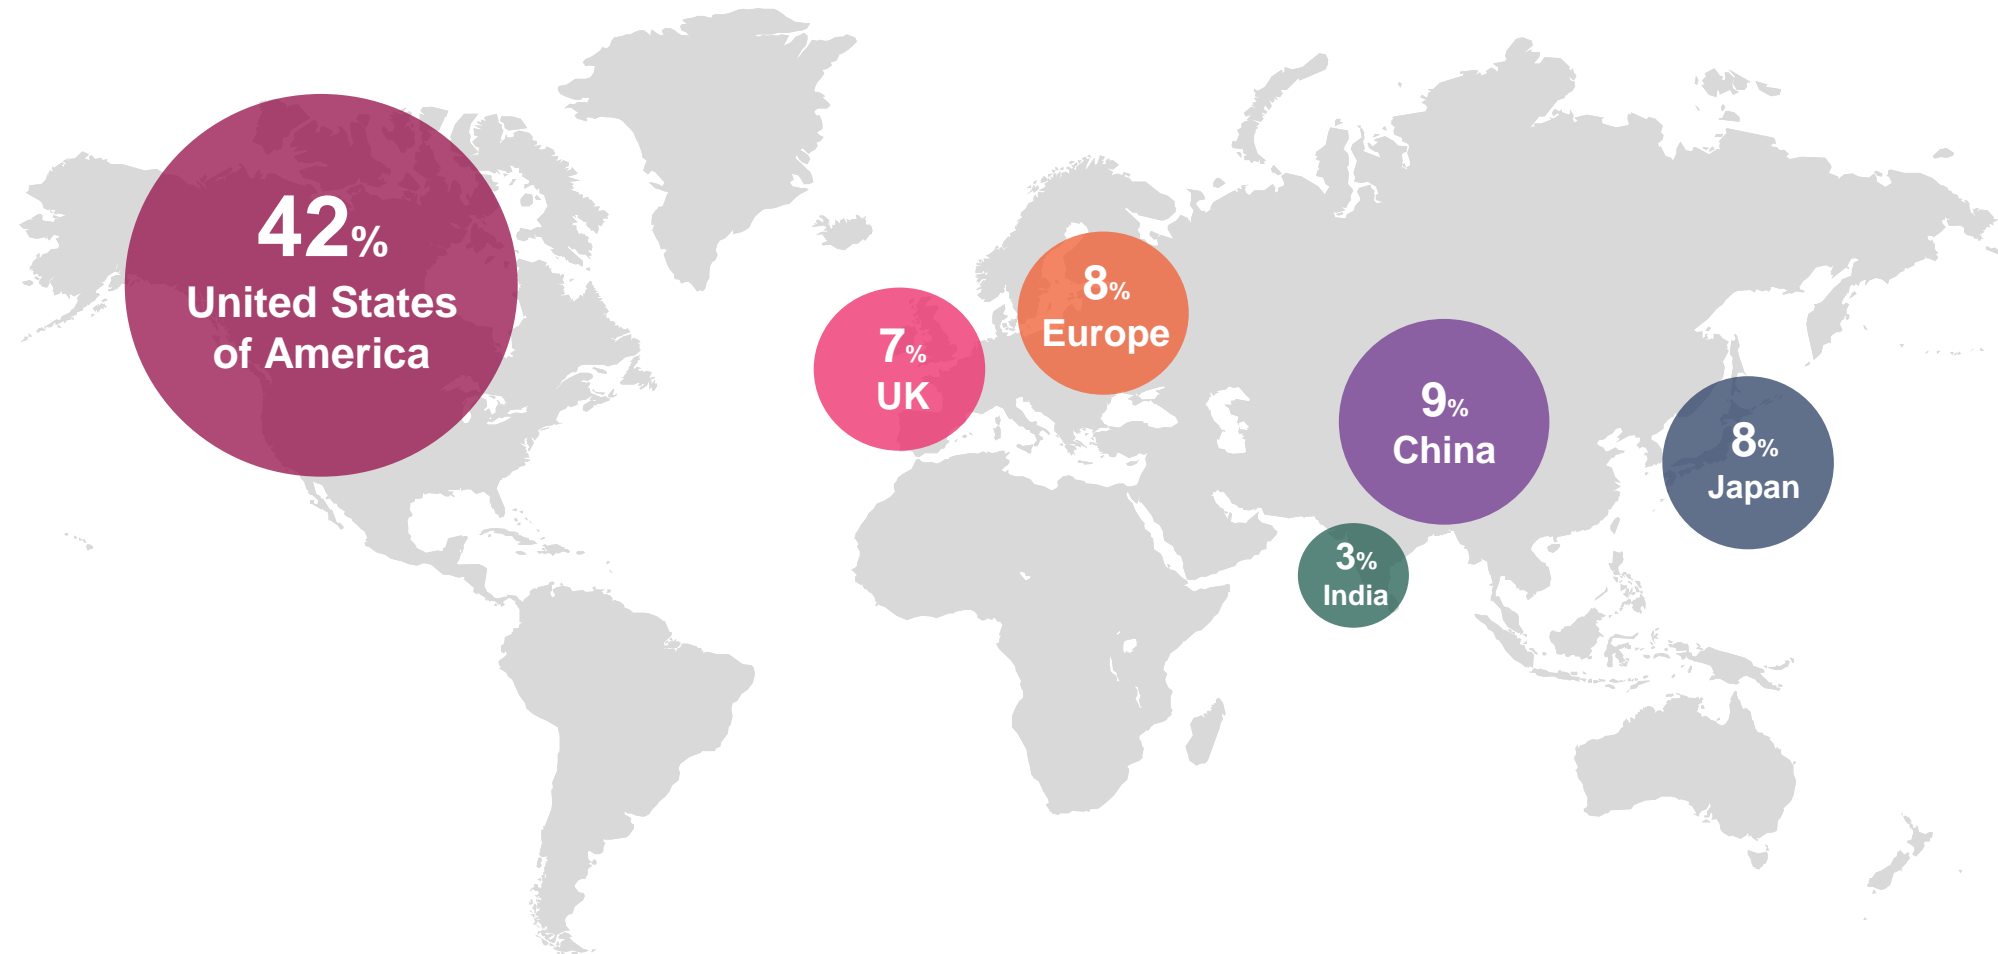 42%
United States
of America
7%
UK
8%
Europe
9%
China
3%
India
8%
Japan